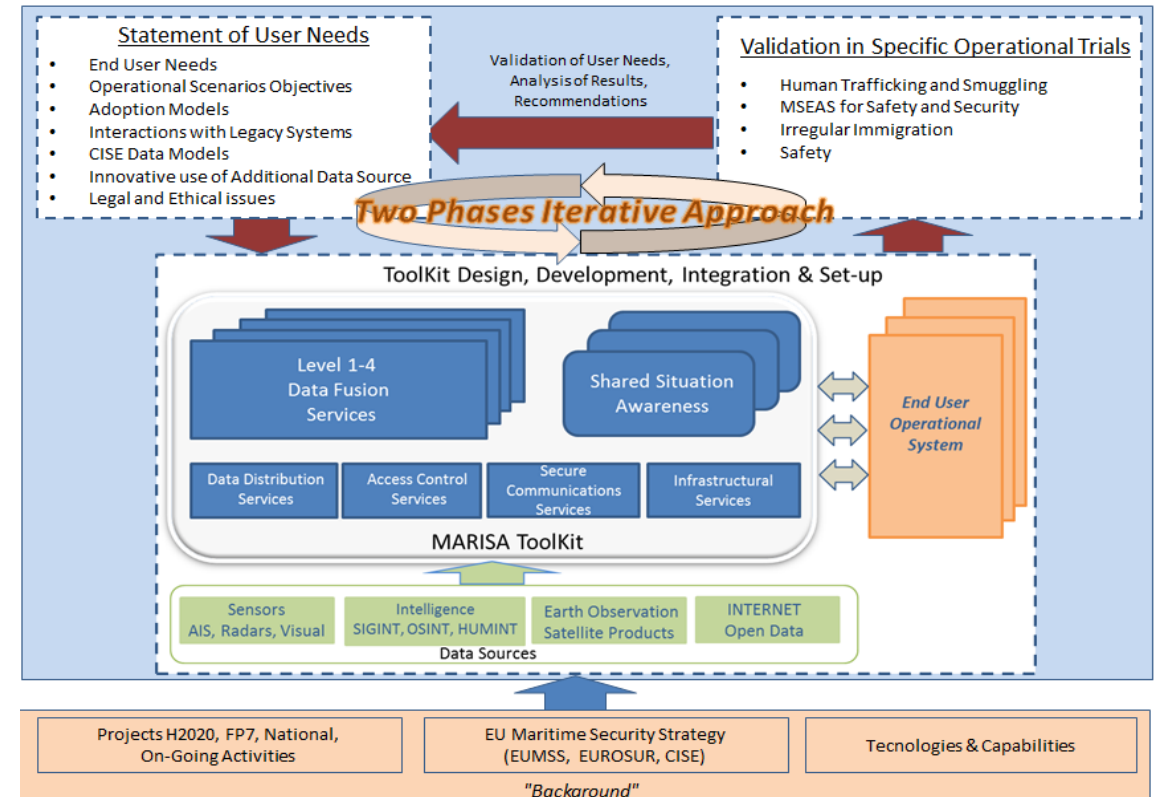 Statement of User Needs
• End User Needs
• Operational Scenarios Objectives
• Adoption Models
• Interactions with Legacy Systems
• CISE Data Models
• Innovative use of Additional Data Source
• Legal and Ethical issues
Validation of User Needs,
Analysis of Results,
Recommendations
Validation in Specific Operational Trials
• Human Trafficking and Smuggling
• MSEAS for Safety and Security
• Irregular Immigration
• Safety
Two Phases Iterative Approach
ToolKit Design, Development, Integration & Set-up
Level 1-4
Data Fusion
Services
Shared Situation
Awareness
End User
Operational
System
Data Distribution
Services
Access Control
Services
Secure
Communications
Services
Infrastructural
Services
MARISA ToolKit
Sensors
AIS, Radars, Visual
Intelligence
SIGINT, OSINT, HUMINT
Earth Observation
Satellite Products
INTERNET
Open Data
Data Sources
Projects H2020, FP7, National,
On-Going Activities
EU Maritime Security Strategy
(EUMSS, EUROSUR, CISE)
Tecnologies & Capabilities
"Background"